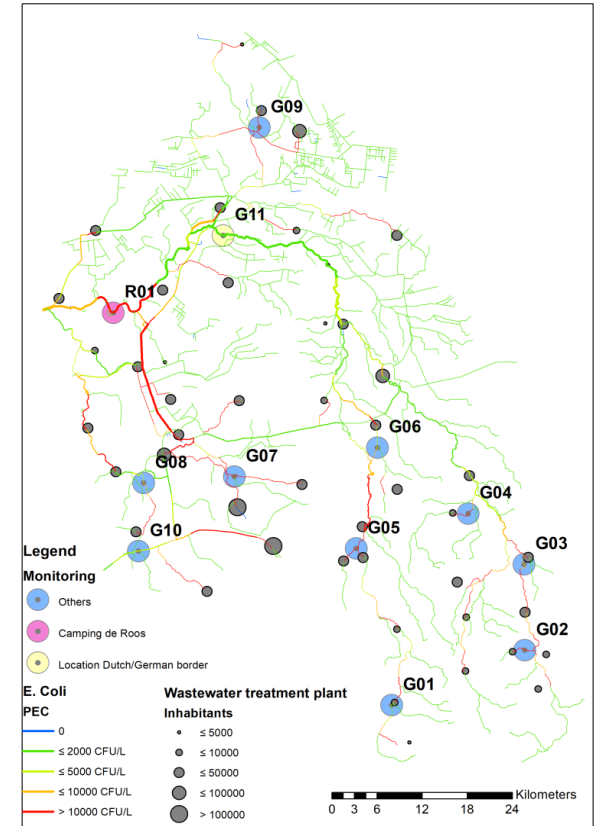 G09
G11
R01
G06
G07
G08
G04
G05
G10
G03
G02
G01
Legend
Monitoring
Others
Camping de Roos
Location Dutch/German border
E. Coli
PEC
0
≤ 2000 CFU/L
≤ 5000 CFU/L
≤ 10000 CFU/L
> 10000 CFU/L
Wastewater treatment plant
Inhabitants
≤ 5000
≤ 10000
≤ 50000
≤ 100000
> 100000
Kilometers
0 3 6 12 18 24